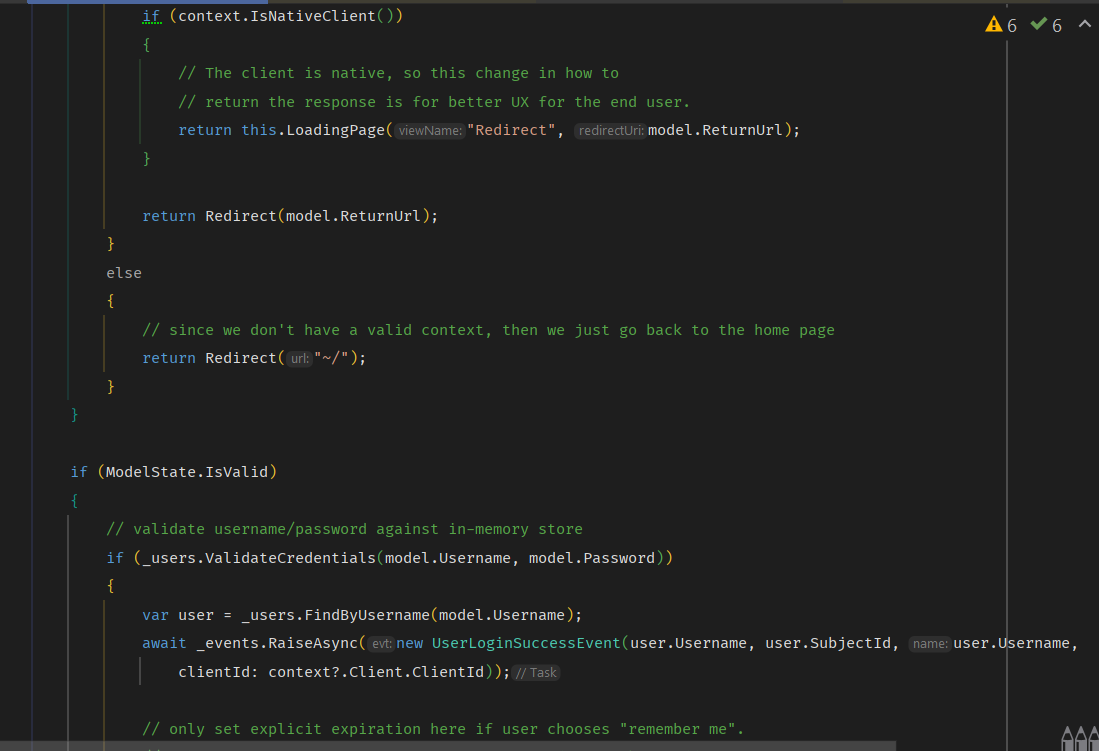 if (context.IsNativeClient())
6 6
{
// The client is native, so this change in how to
// return the response is for better UX for the end user.
return this.LoadingPage( viewName: "Redirect", redirectUri: model.ReturnUrl);
}
return Redirect(model.ReturnUrl);
}
else
{
// since we don't have a valid context, then we just go back to the home page
return Redirect( url: "~/");
}
}
if (ModelState.IsValid)
{
// validate username/password against in-memory store
if (_users.ValidateCredentials(model.Username, model.Password))
{
var user = _users.FindByUsername(model.Username);
await _events.RaiseAsync( evt: new UserLoginSuccessEvent(user.Username, user.SubjectId, name: user.Username,
clientId: context?.Client.ClientId)); // Task
// only set explicit expiration here if user chooses "remember me".